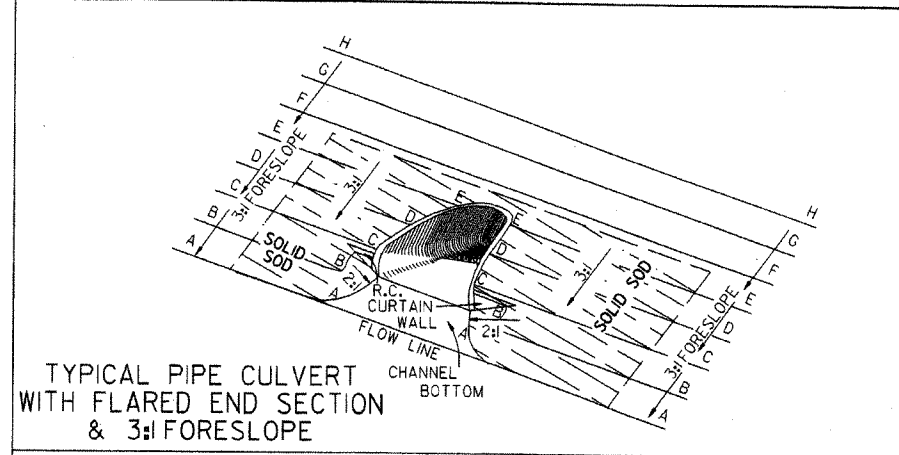 H
G
F
E
D
C
B
A
3:1 FORESLOPE
SOLID
SOD
3:1
E
E
D
D
C
C
B
B
A
A
2:1
2:1
R.C.
CURTAIN
WALL
FLOW LINE
CHANNEL
BOTTOM
3:1
SOLID SOD
H
G
F
E
D
C
B
A
3:1 FORESLOPE
TYPICAL PIPE CULVERT
WITH FLARED END SECTION
& 3:1 FORESLOPE